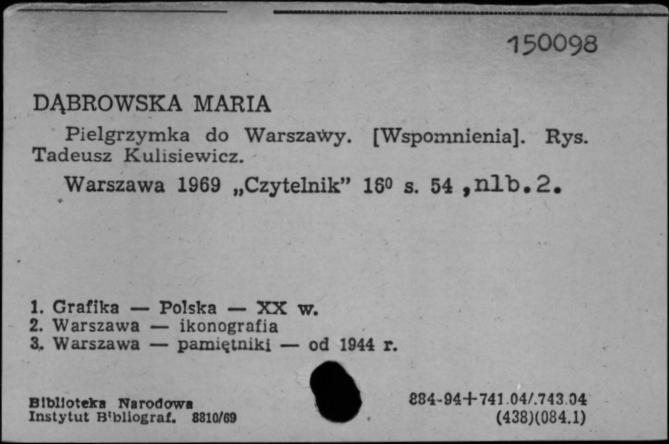 150098
DĄBROWSKA MARIA
Pielgrzymka do Warszawy. [Wspomnienia]. Rys.
Tadeusz Kulisiewicz.
Warszawa 1969 „Czytelnik” 16⁰ s. 54 ,nlb.2.
1. Grafika — Polska — XX w.
2. Warszawa — ikonografia
3. Warszawa — pamiętniki — od 1944 r.
Biblioteka Narodowa
Instytut Bibliograf. 8810/69
884-94+741.04/.743.04
(438)(084.1)